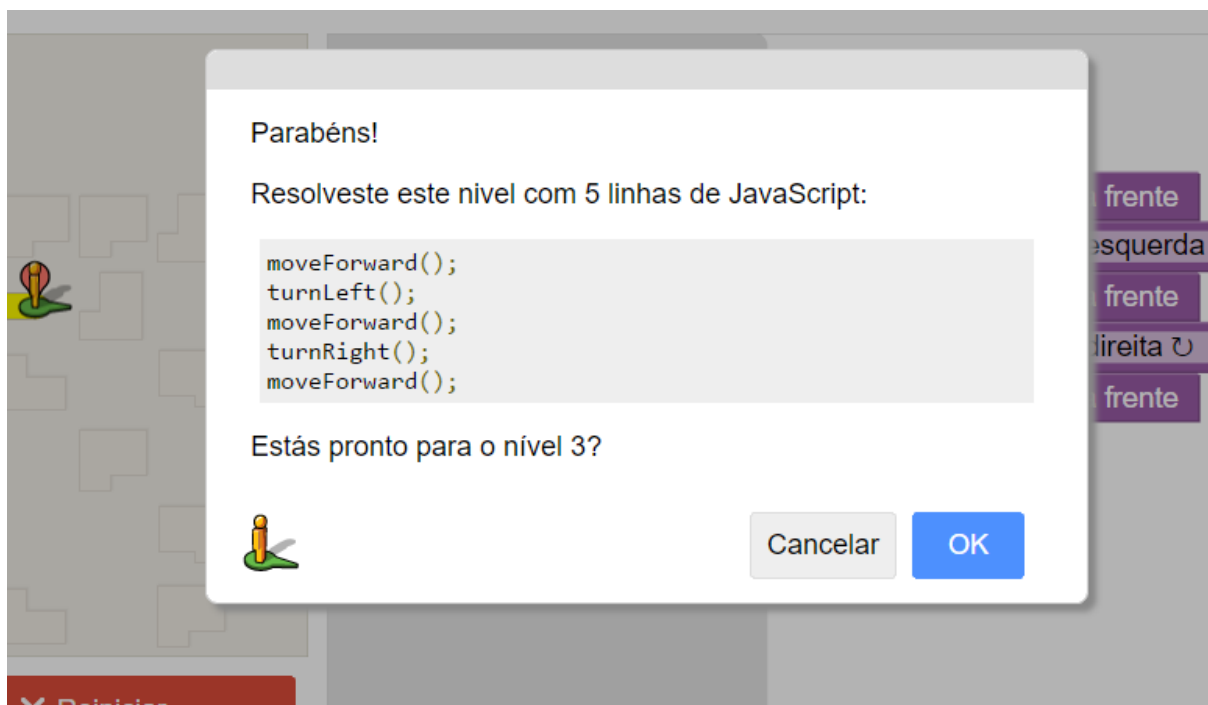 Parabéns!
Resolveste este nivel com 5 linhas de JavaScript:
moveForward();
turnLeft();
moveForward();
turnRight();
moveForward();
Estás pronto para o nível 3?
Cancelar
OK
frente
esquerda
frente
direita ↻
frente
Reiniciar